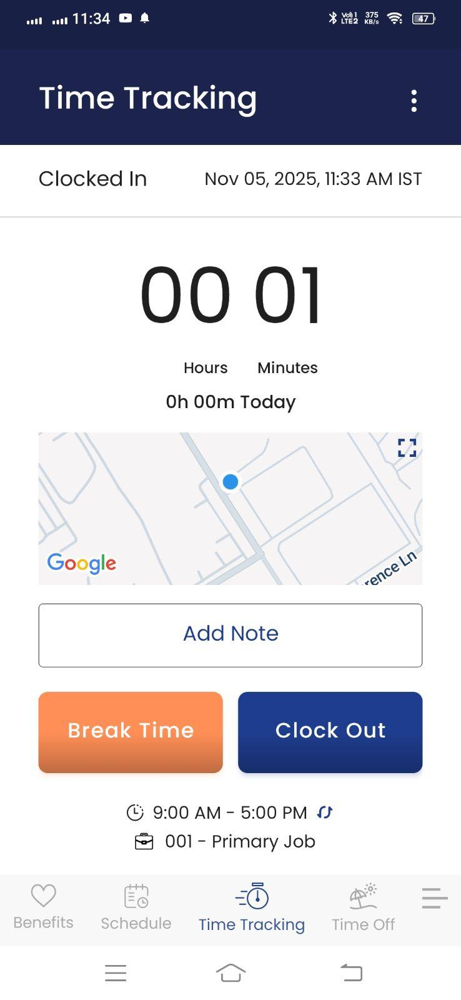 11:34 Vo) 1 LTE2 375 KB/s 47
Time Tracking
Clocked In Nov 05, 2025, 11:33 AM IST
00 01
Hours Minutes
0h 00m Today
Google
rence Ln
Add Note
Break Time Clock Out
9:00 AM - 5:00 PM
001 - Primary Job
Benefits Schedule Time Tracking Time Off